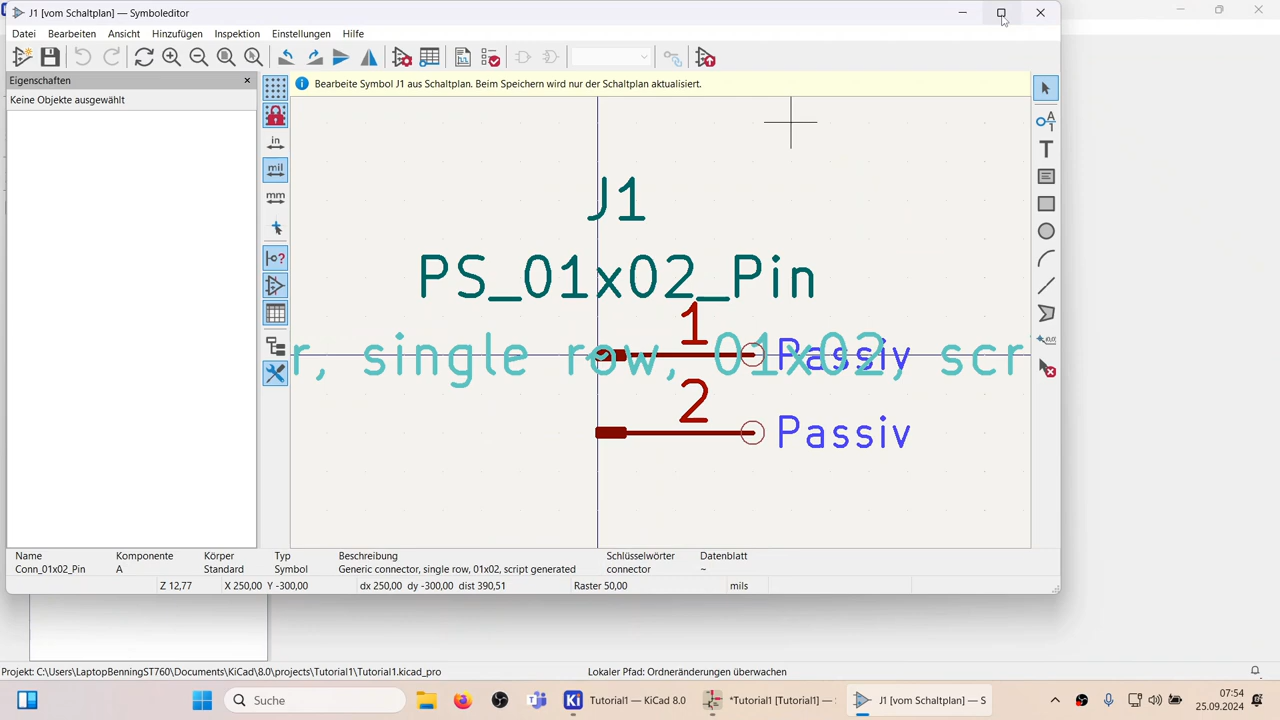 J1 [vom Schaltplan] — Symboleditor
Datei Bearbeiten Ansicht Hinzufügen Inspektion Einstellungen Hilfe
Eigenschaften
Keine Objekte ausgewählt
Bearbeite Symbol J1 aus Schaltplan. Beim Speichern wird nur der Schaltplan aktualisiert.
in
mil
mm
J1
PS_01x02_Pin
1
r, single row, 01x02, scr
Passiv
2
Passiv
Name Komponente Körper Typ Beschreibung Schlüsselwörter Datenblatt
Conn_01x02_Pin A Standard Symbol Generic connector, single row, 01x02, script generated connector ~
Z 12,77 X 250,00 Y -300,00 dx 250,00 dy -300,00 dist 390,51 Raster 50,00 mils
Projekt: C:\Users\LaptopBenningST760\Documents\KiCad\8.0\projects\Tutorial1\Tutorial1.kicad_pro Lokaler Pfad: Ordneränderungen überwachen
Suche
Tutorial1 — KiCad 8.0
*Tutorial1 [Tutorial1] —
J1 [vom Schaltplan] — S
07:54
25.09.2024